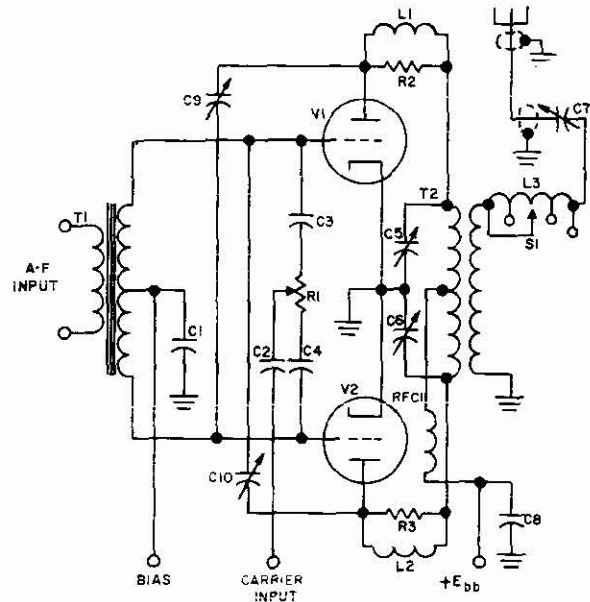 L1
R2
C9
V1
C7
T2
L3
C3
C5
S1
T1
A-F
INPUT
R1
C1
C2
C4
C6
V2
RFC1
C10
R3
C8
L2
BIAS
CARRIER
INPUT
+Ebb